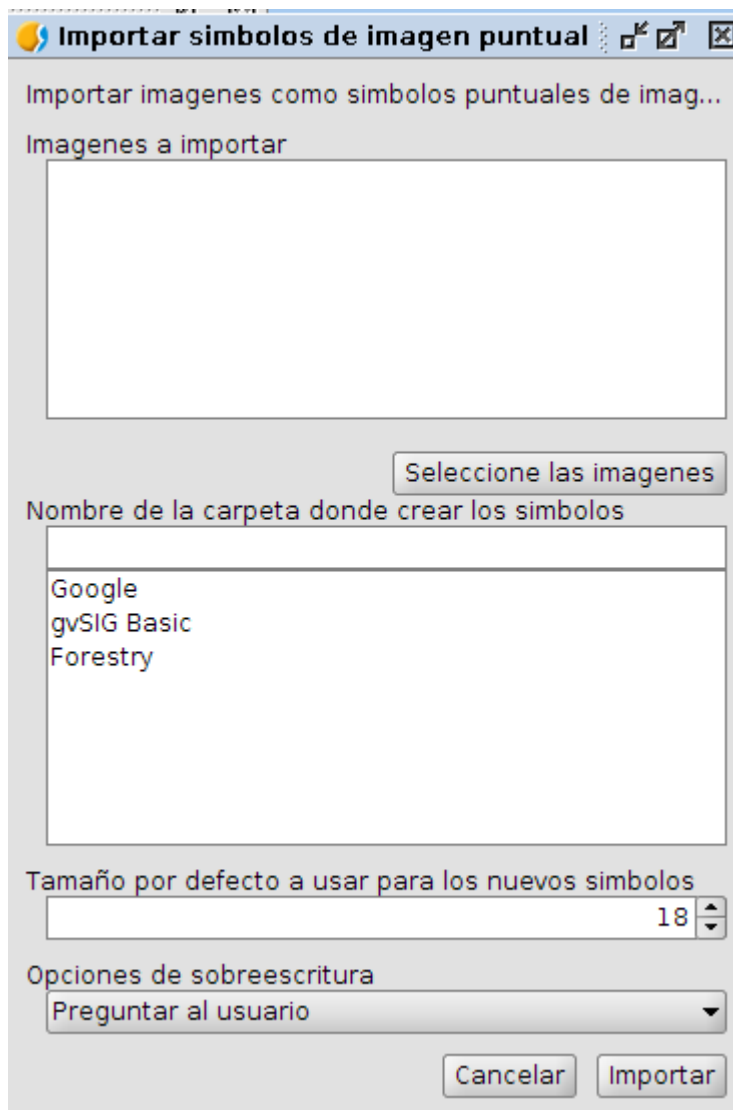 Importar simbolos de imagen puntual
Importar imagenes como simbolos puntuales de imag...
Imagenes a importar
Seleccione las imagenes
Nombre de la carpeta donde crear los simbolos
Google
gvSIG Basic
Forestry
Tamaño por defecto a usar para los nuevos simbolos
18
Opciones de sobreescritura
Preguntar al usuario
Cancelar Importar